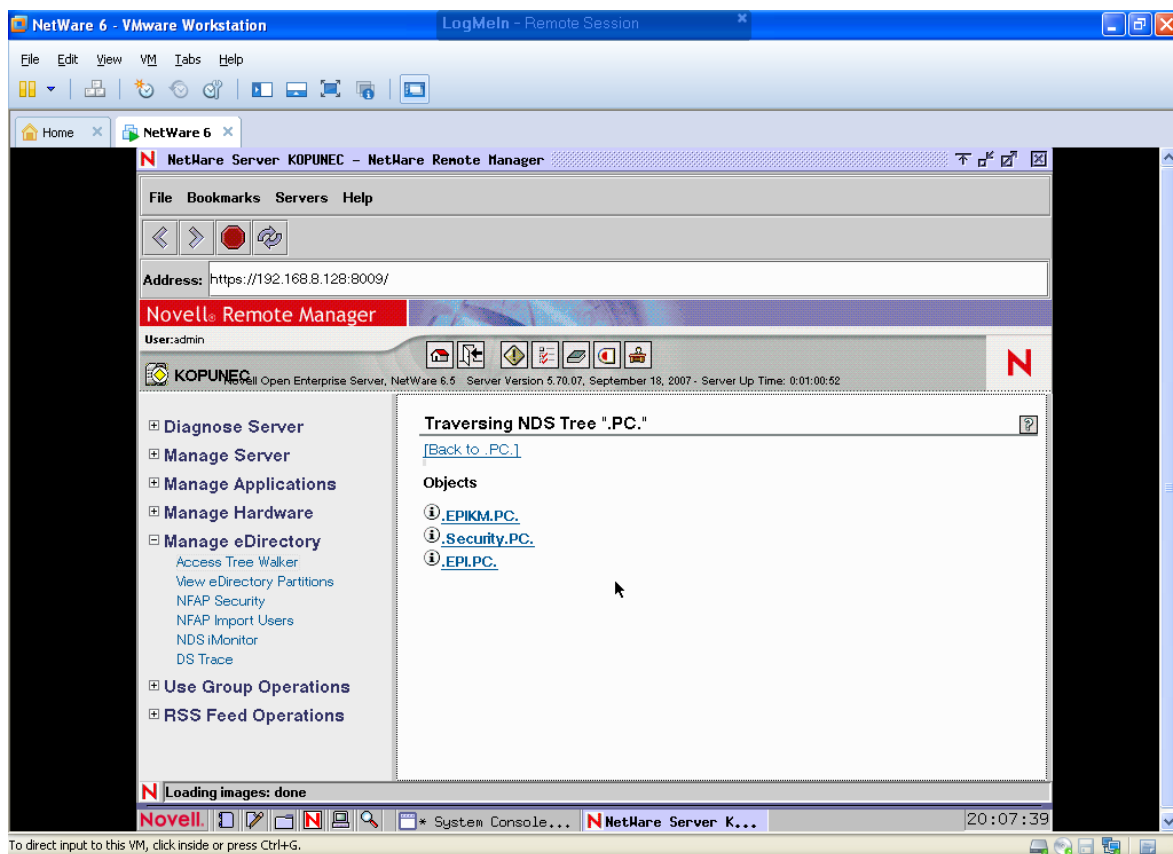 NetWare 6 - VMware Workstation
LogMeIn - Remote Session
File Edit View VM Tabs Help
Home
NetWare 6
N NetWare Server KOPUNEC - NetWare Remote Manager
File Bookmarks Servers Help
Address: https://192.168.8.128:8009/
Novell® Remote Manager
User:admin
KOPUNEC
Novell Open Enterprise Server, NetWare 6.5 Server Version 5.70.07, September 18, 2007 - Server Up Time: 0:01:00:52
N
Diagnose Server
Manage Server
Manage Applications
Manage Hardware
Manage eDirectory
Access Tree Walker
View eDirectory Partitions
NFAP Security
NFAP Import Users
NDS iMonitor
DS Trace
Use Group Operations
RSS Feed Operations
Traversing NDS Tree ".PC."
?
[Back to .PC.]
Objects
.EPIKM.PC.
.Security.PC.
.EPI.PC.
N Loading images: done
Novell. N * System Console... N NetWare Server K... 20:07:39
To direct input to this VM, click inside or press Ctrl+G.